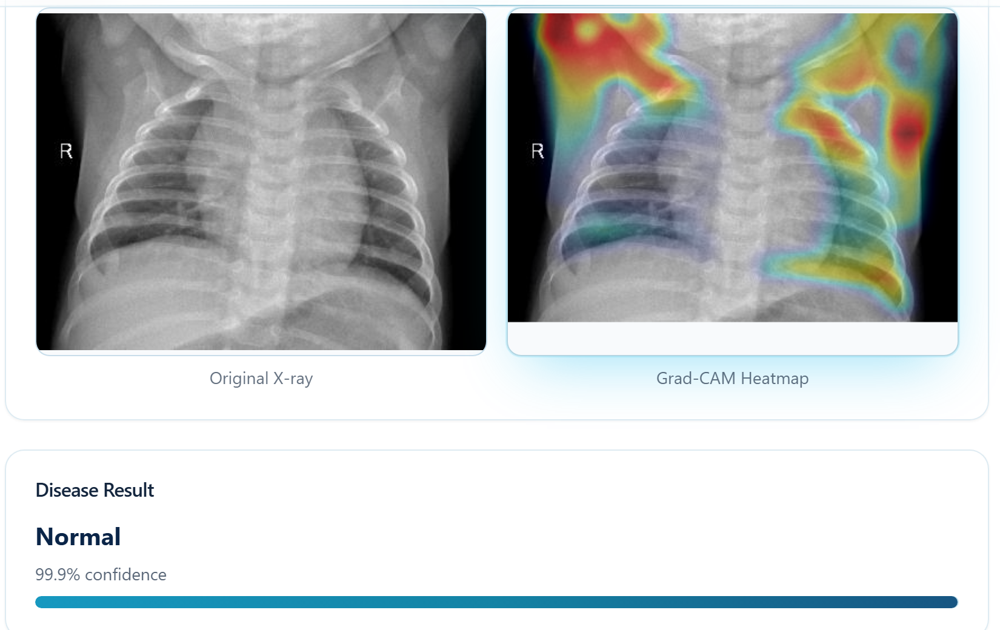 R
R
Original X-ray
Grad-CAM Heatmap
Disease Result
Normal
99.9% confidence